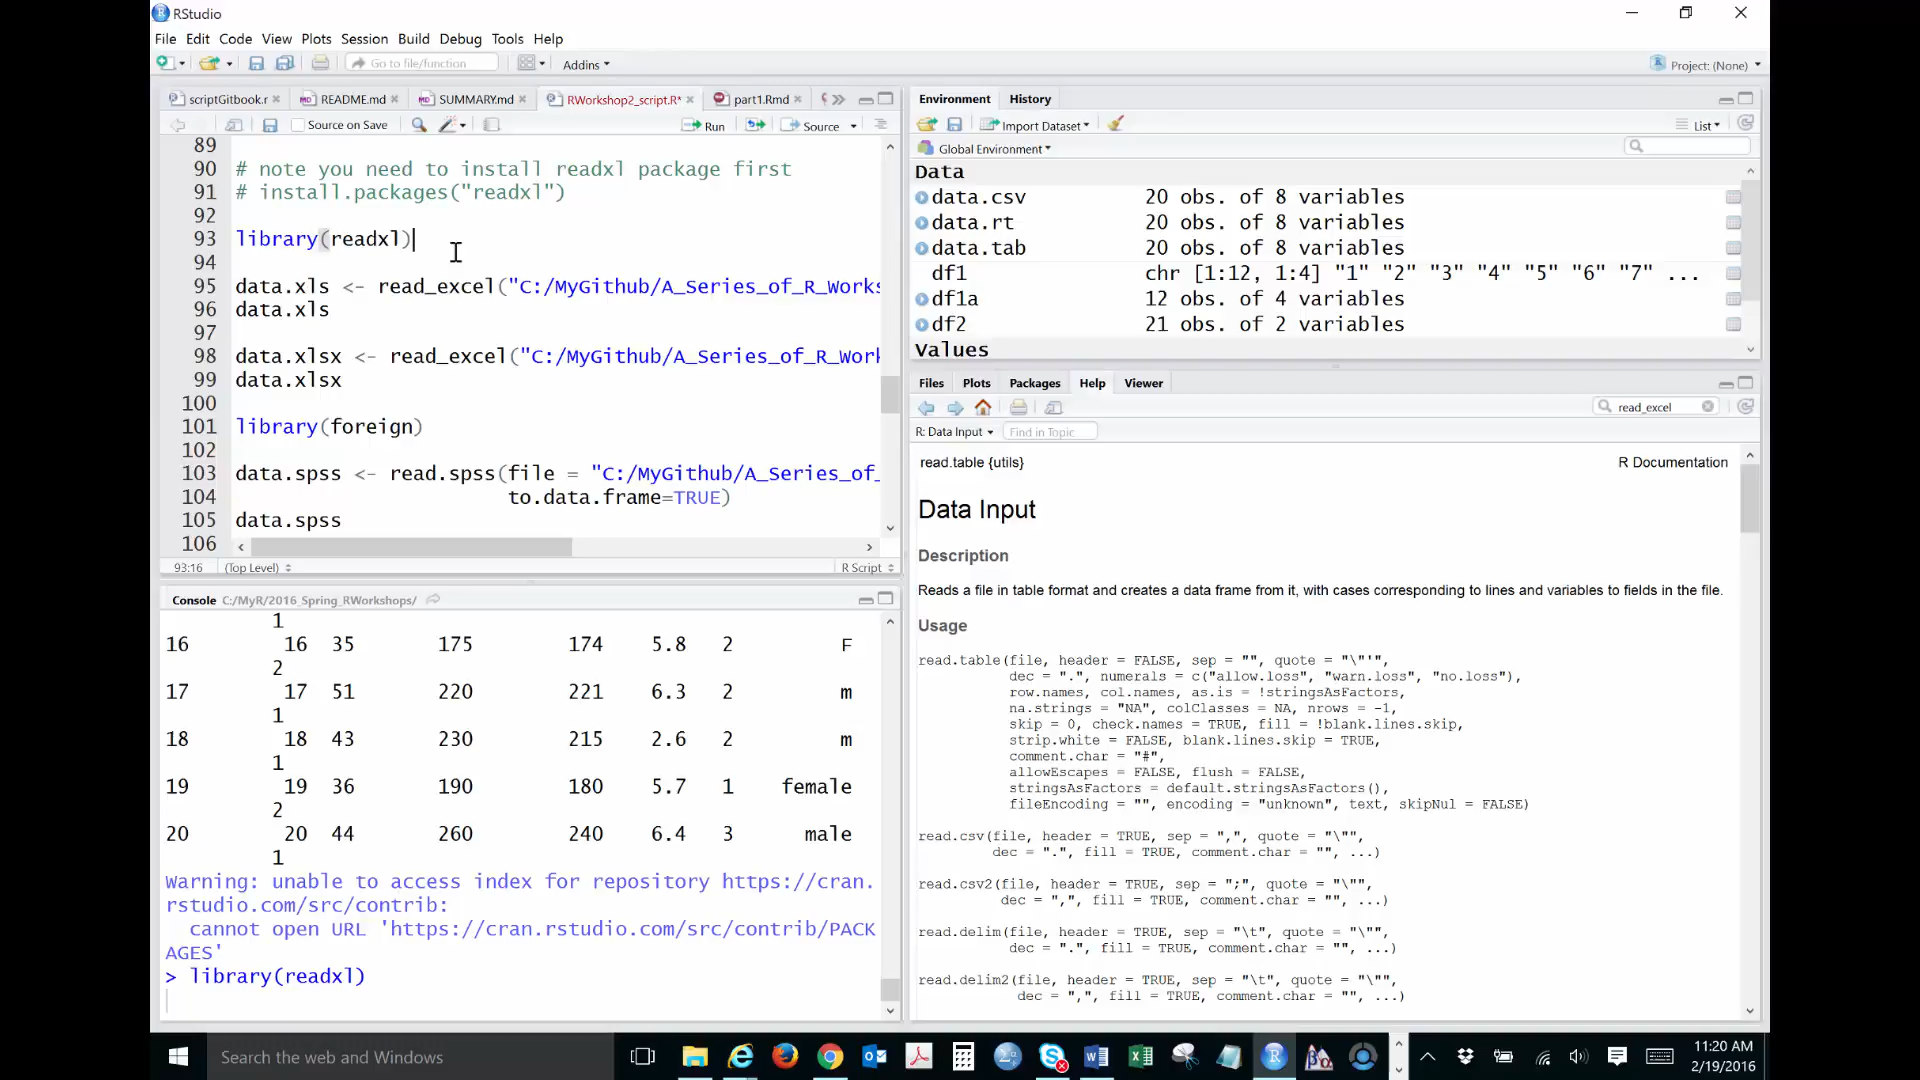 RStudio
File Edit Code View Plots Session Build Debug Tools Help
Go to file/function Addins Project: (None)
scriptGitbook.r README.md SUMMARY.md RWorkshop2_script.R* part1.Rmd
Source on Save Run Source
89
90 # note you need to install readxl package first
91 # install.packages("readxl")
92
93 library(readxl)
94
95 data.xls <- read_excel("C:/MyGithub/A_Series_of_R_Works
96 data.xls
97
98 data.xlsx <- read_excel("C:/MyGithub/A_Series_of_R_Work
99 data.xlsx
100
101 library(foreign)
102
103 data.spss <- read.spss(file = "C:/MyGithub/A_Series_of_
104 to.data.frame=TRUE)
105 data.spss
106
93:16 (Top Level) R Script
Console C:/MyR/2016_Spring_RWorkshops/
1
16 16 35 175 174 5.8 2 F
2
17 17 51 220 221 6.3 2 m
1
18 18 43 230 215 2.6 2 m
1
19 19 36 190 180 5.7 1 female
2
20 20 44 260 240 6.4 3 male
1
Warning: unable to access index for repository https://cran.
rstudio.com/src/contrib:
cannot open URL 'https://cran.rstudio.com/src/contrib/PACK
AGES'
> library(readxl)
Environment History
Import Dataset List
Global Environment
Data
data.csv 20 obs. of 8 variables
data.rt 20 obs. of 8 variables
data.tab 20 obs. of 8 variables
df1 chr [1:12, 1:4] "1" "2" "3" "4" "5" "6" "7" ...
df1a 12 obs. of 4 variables
df2 21 obs. of 2 variables
Values
Files Plots Packages Help Viewer
read_excel
R: Data Input Find in Topic
read.table {utils} R Documentation
Data Input
Description
Reads a file in table format and creates a data frame from it, with cases corresponding to lines and variables to fields in the file.
Usage
read.table(file, header = FALSE, sep = "", quote = "\"'",
dec = ".", numerals = c("allow.loss", "warn.loss", "no.loss"),
row.names, col.names, as.is = !stringsAsFactors,
na.strings = "NA", colClasses = NA, nrows = -1,
skip = 0, check.names = TRUE, fill = !blank.lines.skip,
strip.white = FALSE, blank.lines.skip = TRUE,
comment.char = "#",
allowEscapes = FALSE, flush = FALSE,
stringsAsFactors = default.stringsAsFactors(),
fileEncoding = "", encoding = "unknown", text, skipNul = FALSE)
read.csv(file, header = TRUE, sep = ",", quote = "\"",
dec = ".", fill = TRUE, comment.char = "", ...)
read.csv2(file, header = TRUE, sep = ";", quote = "\"",
dec = ",", fill = TRUE, comment.char = "", ...)
read.delim(file, header = TRUE, sep = "\t", quote = "\"",
dec = ".", fill = TRUE, comment.char = "", ...)
read.delim2(file, header = TRUE, sep = "\t", quote = "\"",
dec = ",", fill = TRUE, comment.char = "", ...)
Search the web and Windows
11:20 AM
2/19/2016